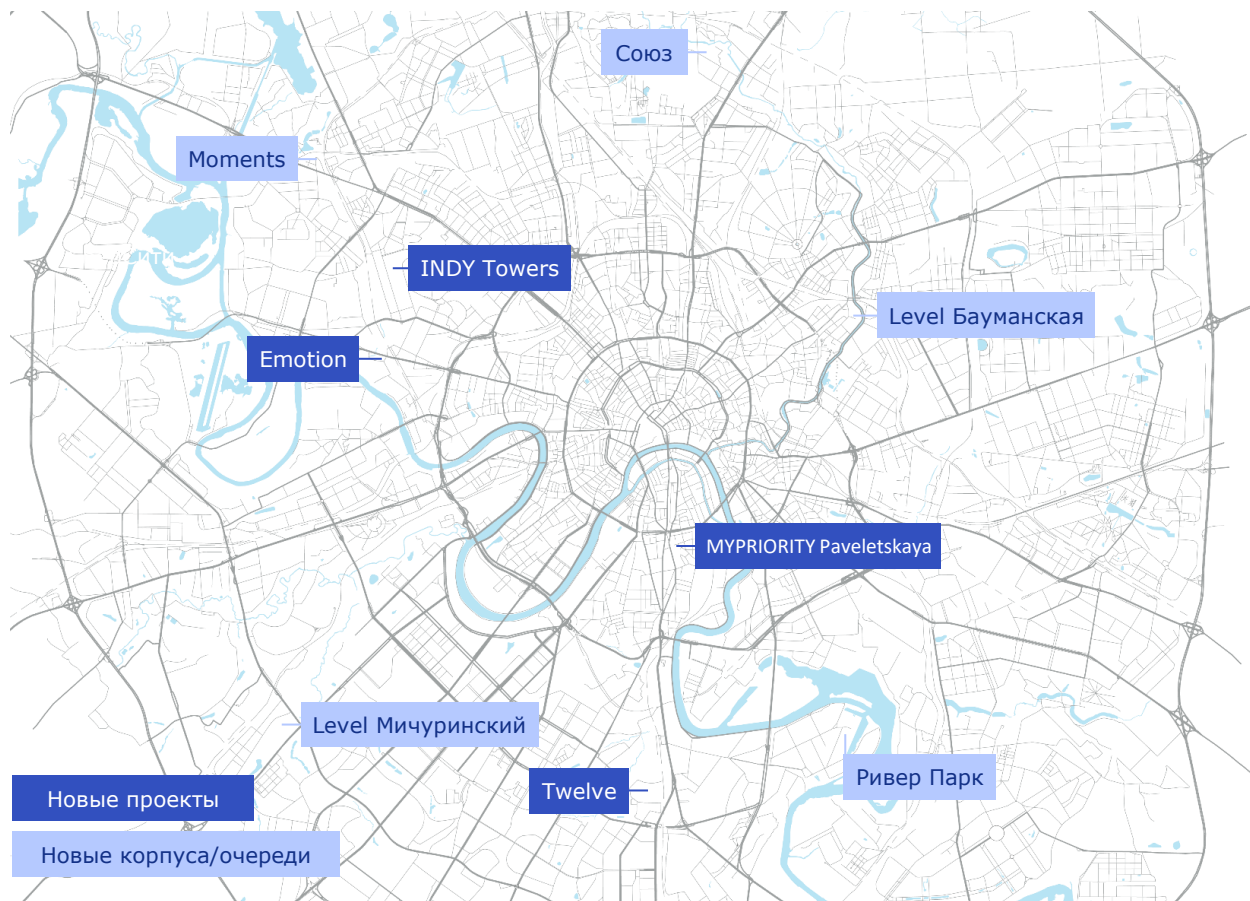 Союз
Moments
сити
INDY Towers
Level Бауманская
Emotion
MYPRIORITY Paveletskaya
Level Мичуринский
Ривер Парк
Twelve
Новые проекты
Новые корпуса/очереди